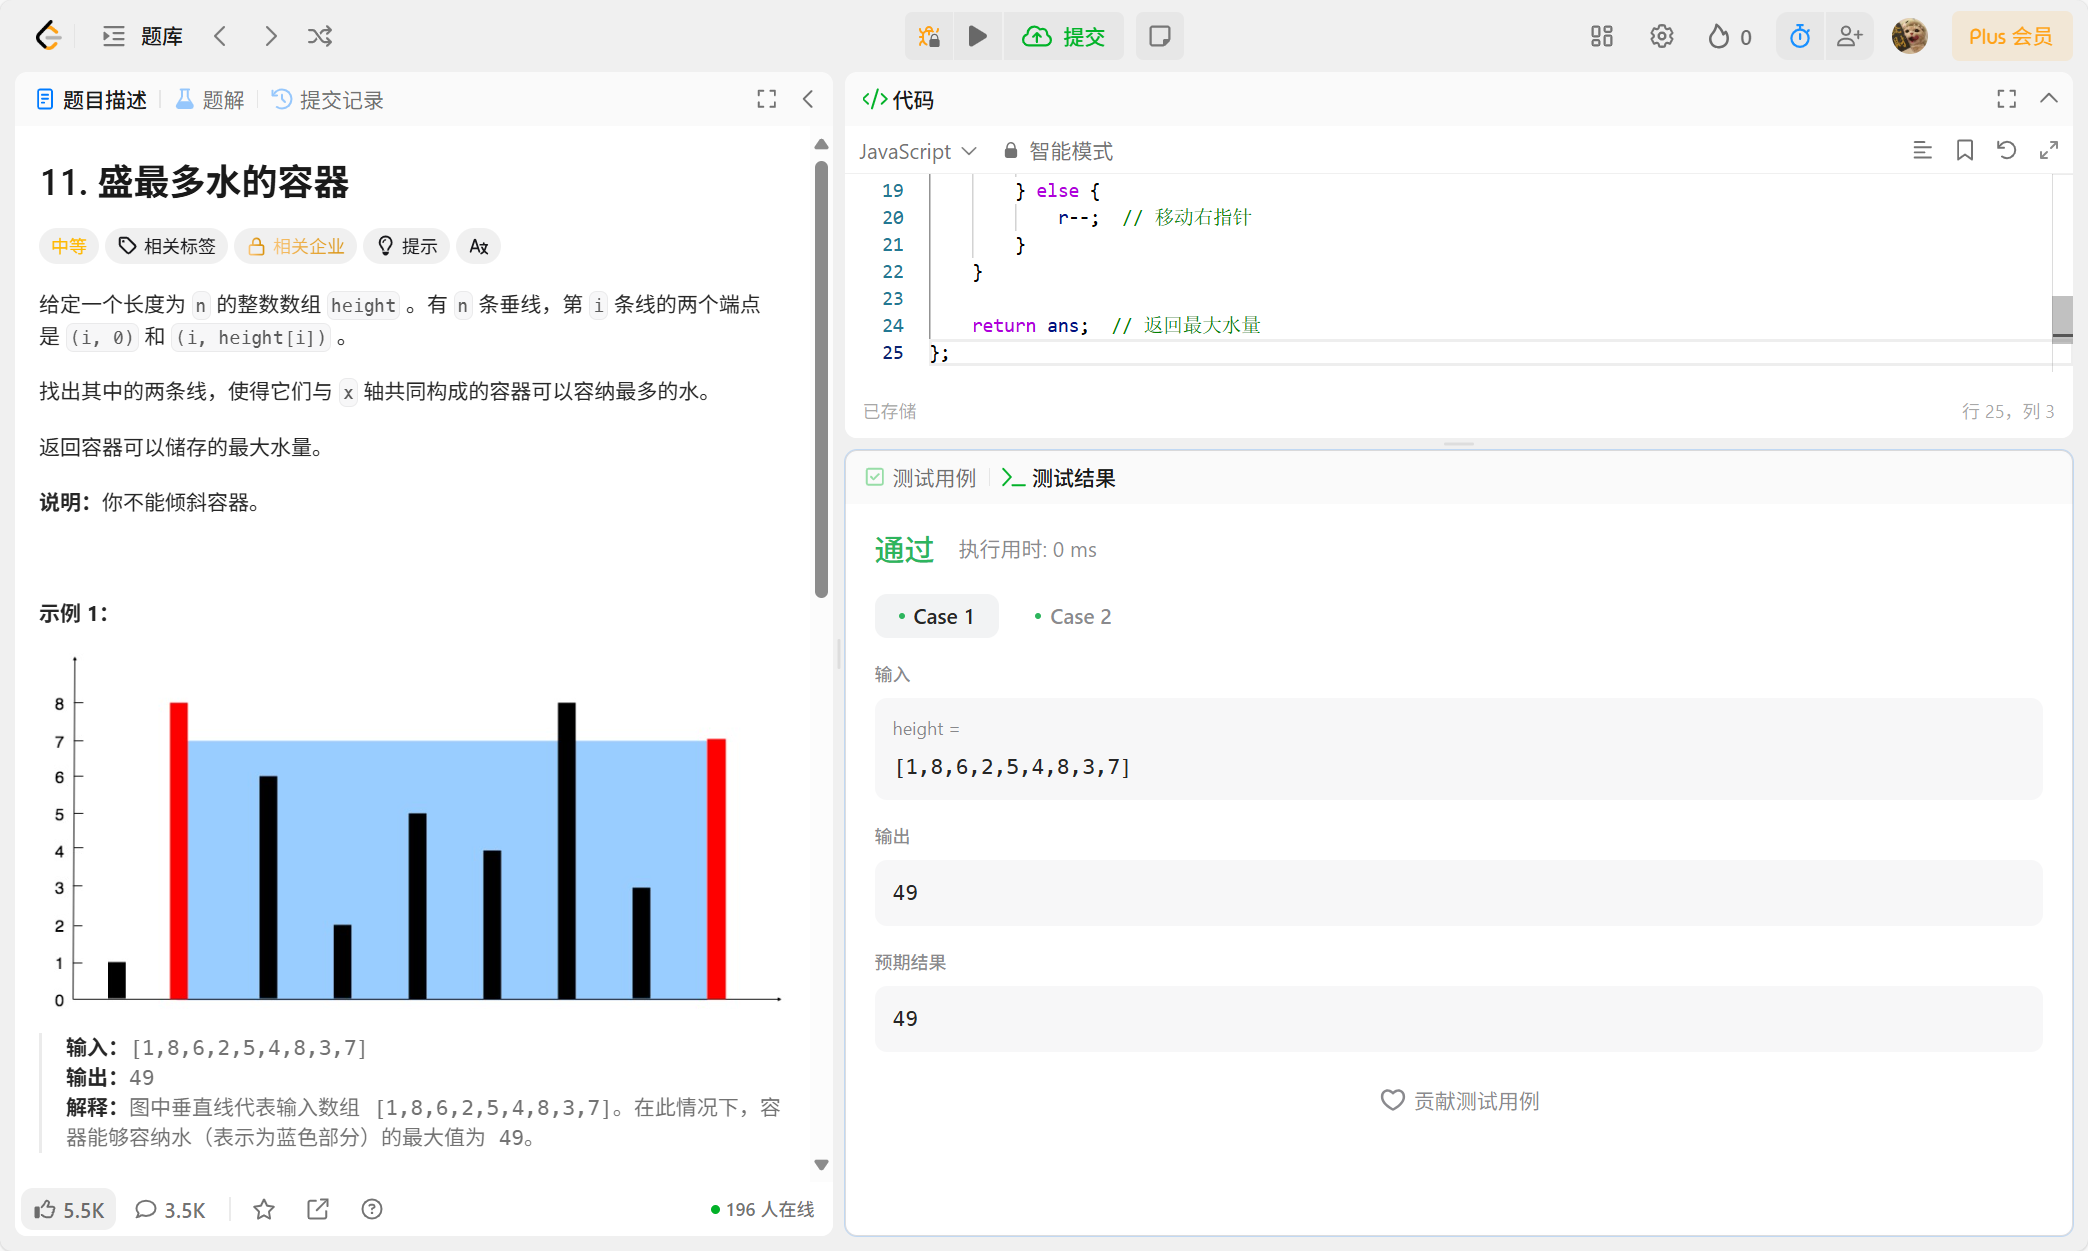 题库
提交
0
Plus 会员
题目描述
题解
提交记录
11. 盛最多水的容器
中等
相关标签
相关企业
提示
给定一个长度为 n 的整数数组 height 。有 n 条垂线，第 i 条线的两个端点
是 (i, 0) 和 (i, height[i]) 。
找出其中的两条线，使得它们与 x 轴共同构成的容器可以容纳最多的水。
返回容器可以储存的最大水量。
说明：你不能倾斜容器。
示例 1：
8
7
6
5
4
3
2
1
0
输入：[1,8,6,2,5,4,8,3,7]
输出：49
解释：图中垂直线代表输入数组 [1,8,6,2,5,4,8,3,7]。在此情况下，容
器能够容纳水（表示为蓝色部分）的最大值为 49。
5.5K
3.5K
196 人在线
</>代码
JavaScript
智能模式
19 } else {
20 r--; // 移动右指针
21 }
22 }
23
24 return ans; // 返回最大水量
25 };
已存储
行 25，列 3
测试用例
测试结果
通过
执行用时: 0 ms
Case 1
Case 2
输入
height =
[1,8,6,2,5,4,8,3,7]
输出
49
预期结果
49
贡献测试用例